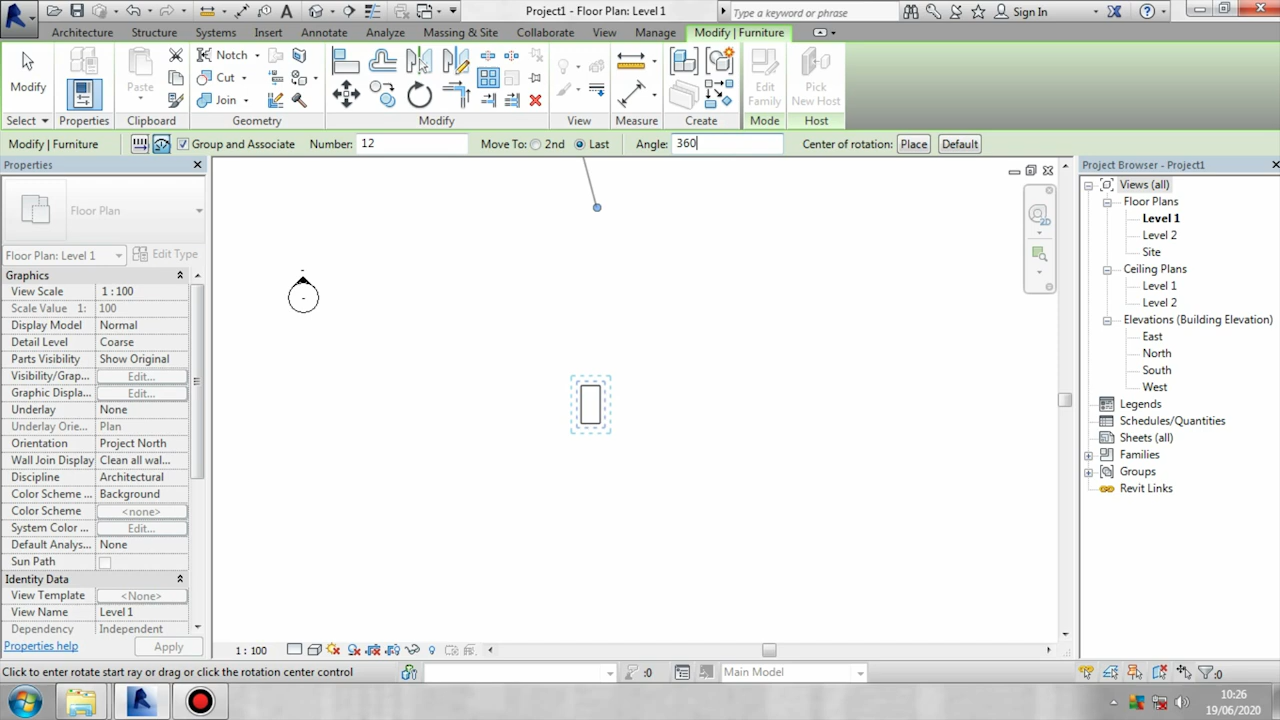 Project1 - Floor Plan: Level 1
Type a keyword or phrase
Sign In
Architecture Structure Systems Insert Annotate Analyze Massing & Site Collaborate View Manage Modify | Furniture
Modify Paste Notch Cut Join Edit Family Pick New Host
Select Properties Clipboard Geometry Modify View Measure Create Mode Host
Modify | Furniture Group and Associate Number: 12 Move To: 2nd Last Angle: 360 Center of rotation: Place Default
Properties
Floor Plan
Floor Plan: Level 1 Edit Type
Graphics
View Scale 1 : 100
Scale Value 1: 100
Display Model Normal
Detail Level Coarse
Parts Visibility Show Original
Visibility/Grap... Edit...
Graphic Displa... Edit...
Underlay None
Underlay Orie... Plan
Orientation Project North
Wall Join Display Clean all wal...
Discipline Architectural
Color Scheme ... Background
Color Scheme <none>
System Color ... Edit...
Default Analys... None
Sun Path
Identity Data
View Template <None>
View Name Level 1
Dependency Independent
Properties help Apply
2D
Project Browser - Project1
Views (all)
Floor Plans
Level 1
Level 2
Site
Ceiling Plans
Level 1
Level 2
Elevations (Building Elevation)
East
North
South
West
Legends
Schedules/Quantities
Sheets (all)
Families
Groups
Revit Links
1 : 100
Click to enter rotate start ray or drag or click the rotation center control :0 Main Model :0
10:26
19/06/2020